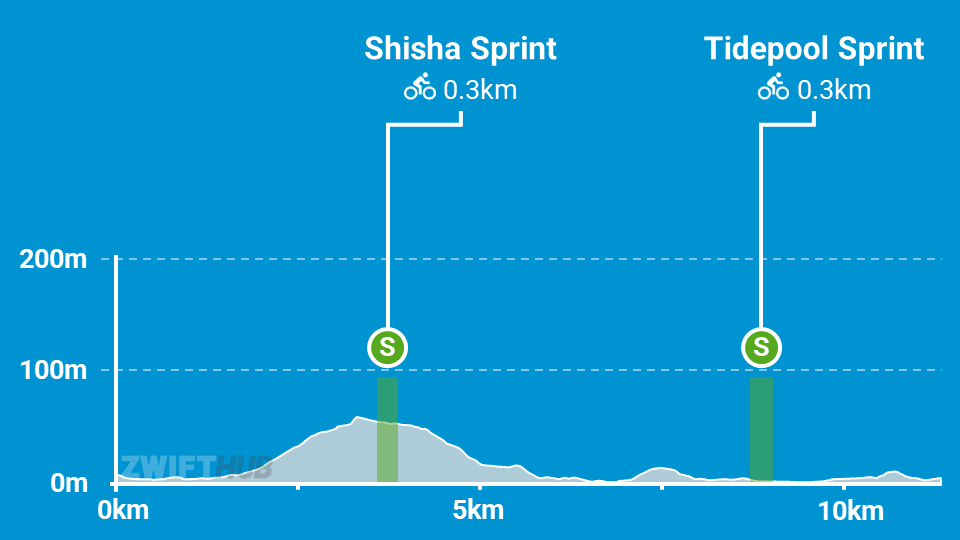 Shisha Sprint
0.3km
Tidepool Sprint
0.3km
200m
S
S
100m
ZWIFTHUB
0m
0km
5km
10km